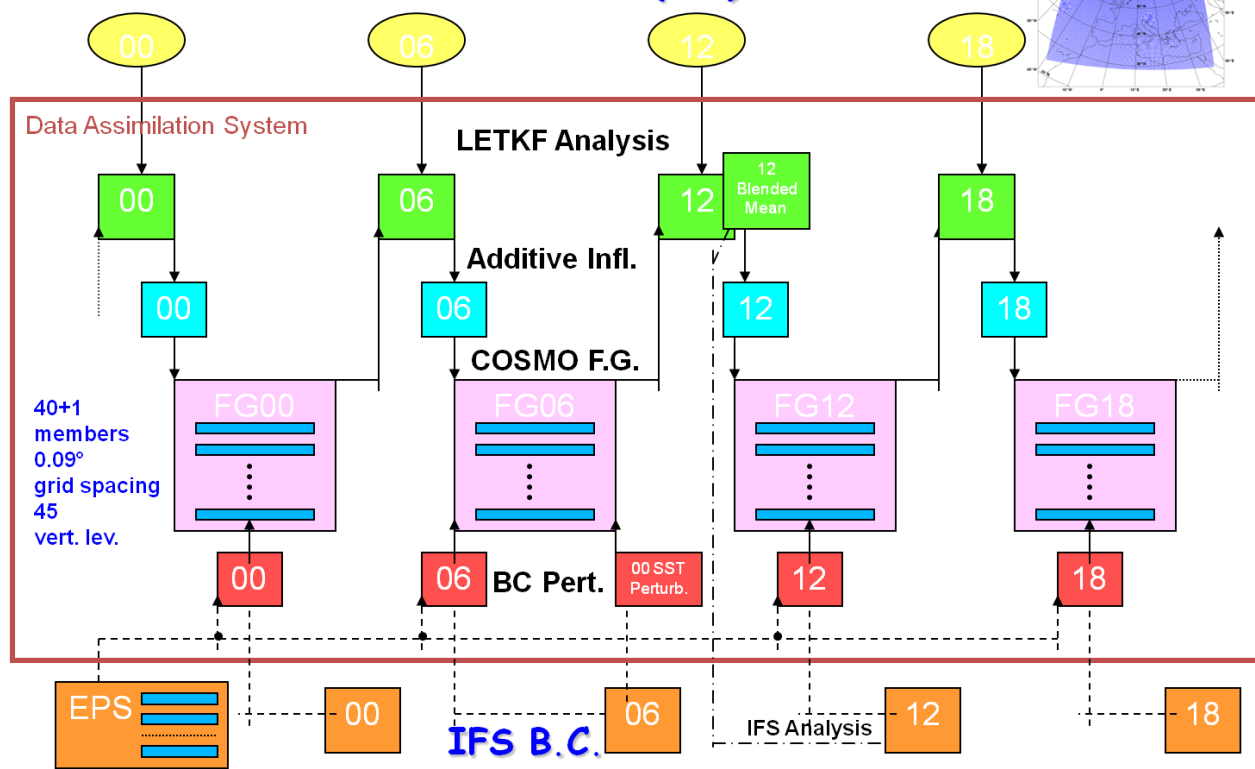 00
06
12
18
Data Assimilation System
LETKF Analysis
00
06
12
12
Blended
Mean
18
Additive Infl.
00
06
12
18
COSMO F.G.
FG00
FG06
FG12
FG18
40+1
members
0.09°
grid spacing
45
vert. lev.
00
06
BC Pert.
00 SST
Perturb.
12
18
EPS
00
IFS B.C.
06
IFS Analysis
12
18